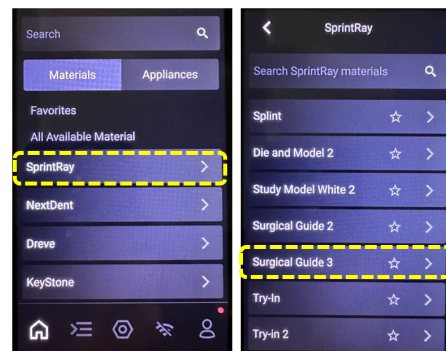 Search
Materials
Appliances
Favorites
All Available Material
SprintRay
NextDent
Dreve
KeyStone
SprintRay
Search SprintRay materials
Splint
Die and Model 2
Study Model White 2
Surgical Guide 2
Surgical Guide 3
Try-In
Try-in 2